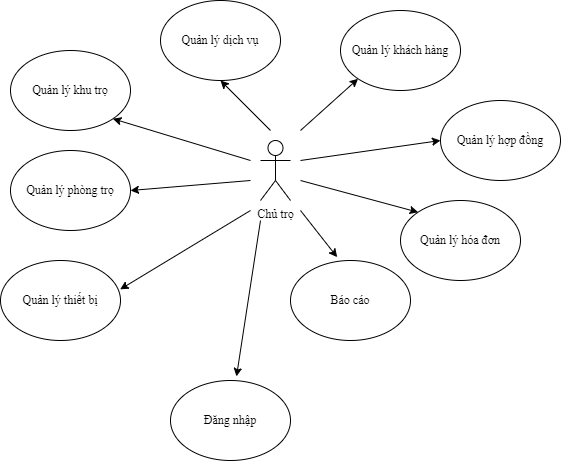 Quản lý dịch vụ
Quản lý khách hàng
Quản lý khu trọ
Quản lý hợp đồng
Quản lý phòng trọ
Chủ trọ
Quản lý hóa đơn
Quản lý thiết bị
Báo cáo
Đăng nhập